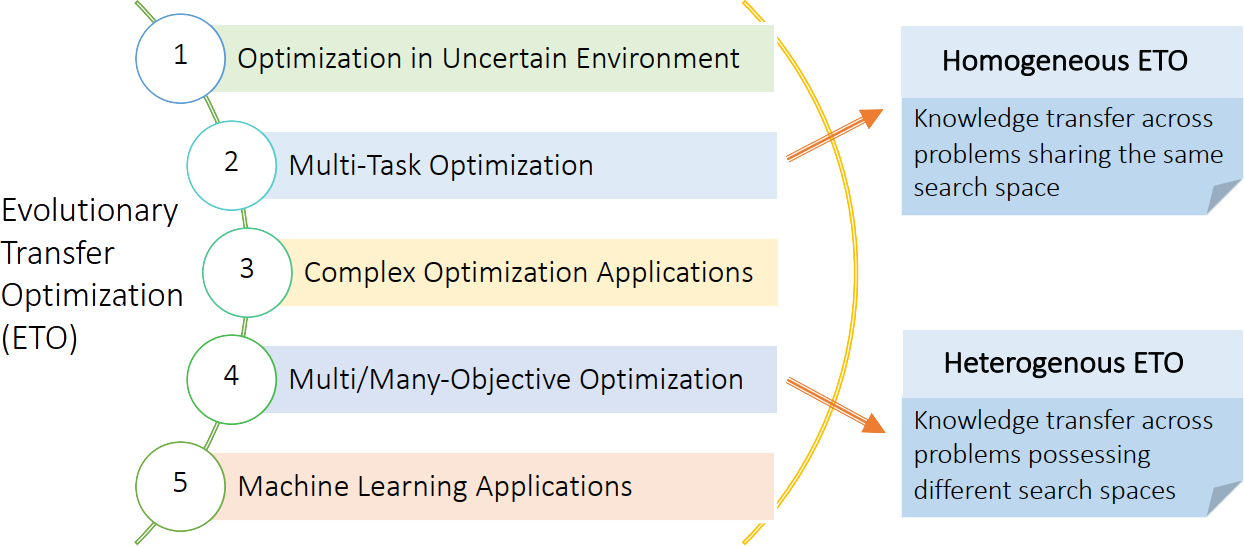 Evolutionary
Transfer
Optimization
(ETO)
1
Optimization in Uncertain Environment
2
Multi-Task Optimization
3
Complex Optimization Applications
4
Multi/Many-Objective Optimization
5
Machine Learning Applications
Homogeneous ETO
Knowledge transfer across
problems sharing the same
search space
Heterogenous ETO
Knowledge transfer across
problems possessing
different search spaces